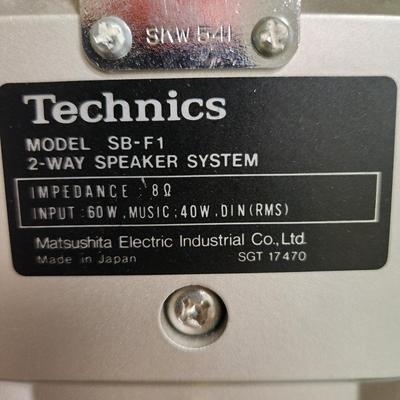 SKW 541
Technics
MODEL SB-F1
2-WAY SPEAKER SYSTEM
IMPEDANCE : 8Ω
INPUT : 60W, MUSIC; 40W, DIN(RMS)
Matsushita Electric Industrial Co., Ltd.
Made in Japan SGT 17470